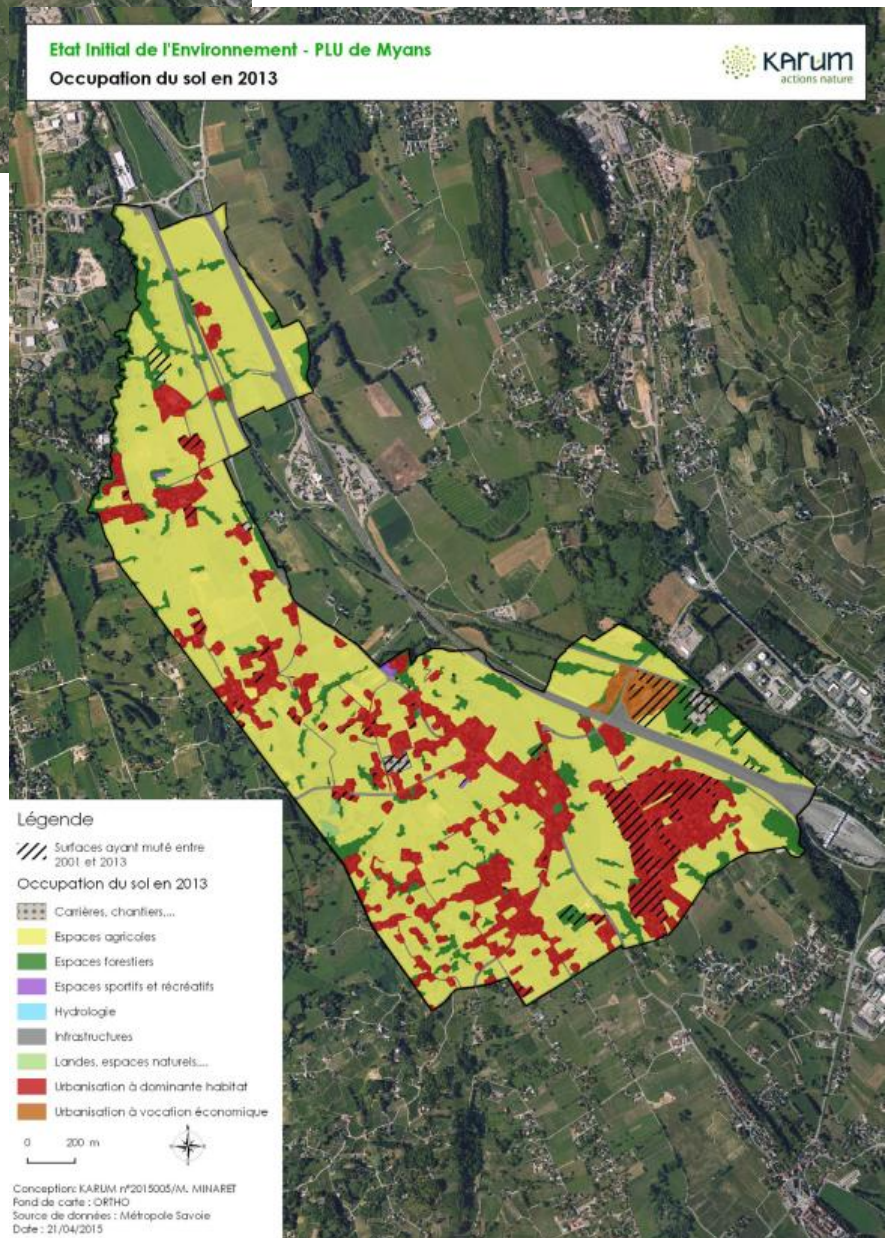 Etat Initial de l'Environnement - PLU de Myans
Occupation du sol en 2013
KARUM
actions nature
Légende
Surfaces ayant muté entre
2001 et 2013
Occupation du sol en 2013
Carrières, chantiers,...
Espaces agricoles
Espaces forestiers
Espaces sportifs et récréatifs
Hydrologie
Infrastructures
Landes, espaces naturels,...
Urbanisation à dominante habitat
Urbanisation à vocation économique
0 200 m
Conception: KARUM n°2015005/M. MINARET
Fond de carte : ORTHO
Source de données : Métropole Savoie
Date : 21/04/2015